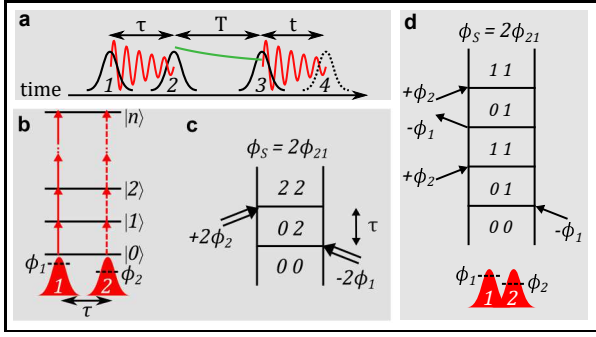 a
τ T t
1 2 3 4
time
b
|n⟩
|2⟩
|1⟩
|0⟩
ϕ₁ ϕ₂
1 2
τ
c
ϕ_S = 2ϕ₂₁
2 2
+2ϕ₂ 0 2 τ
0 0 -2ϕ₁
d
ϕ_S = 2ϕ₂₁
1 1
+ϕ₂
0 1
-ϕ₁
1 1
+ϕ₂
0 1
0 0 -ϕ₁
ϕ₁ 1 2 ϕ₂